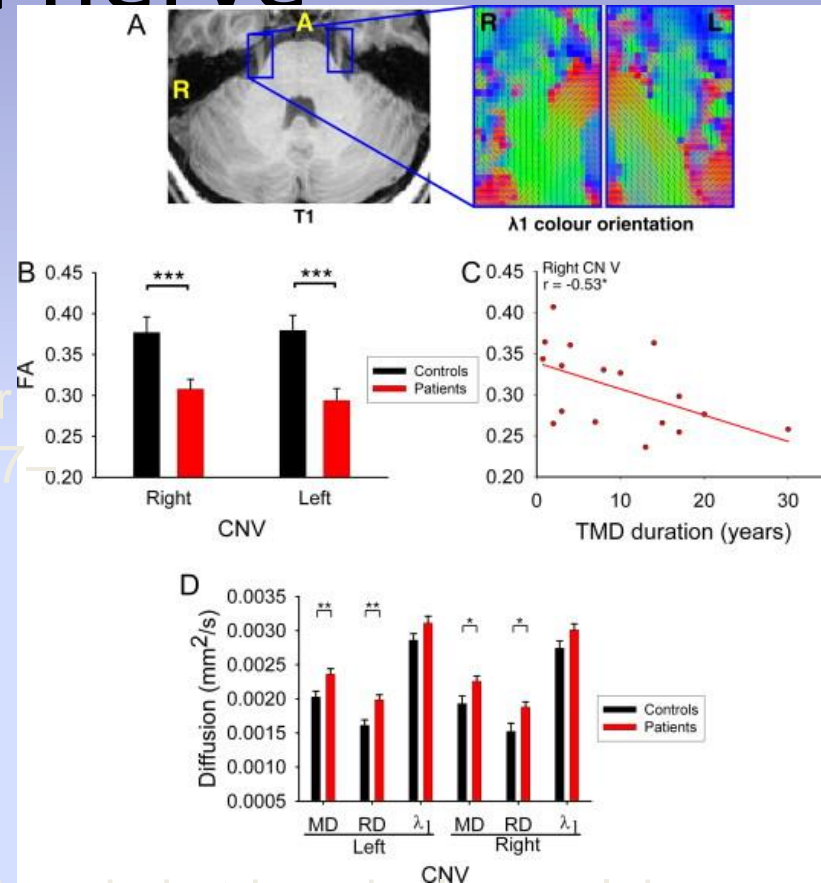 A
A
R
T1
R
L
λ1 colour orientation
B
0.45
0.40
0.35
0.30
0.25
0.20
FA
***
***
Controls
Patients
Right
Left
CNV
C
0.45
0.40
0.35
0.30
0.25
0.20
Right CN V
r = -0.53*
0
10
20
30
TMD duration (years)
D
0.0035
0.0030
0.0025
0.0020
0.0015
0.0010
0.0005
Diffusion (mm²/s)
**
**
*
*
Controls
Patients
MD RD λ1 MD RD λ1
Left
Right
CNV